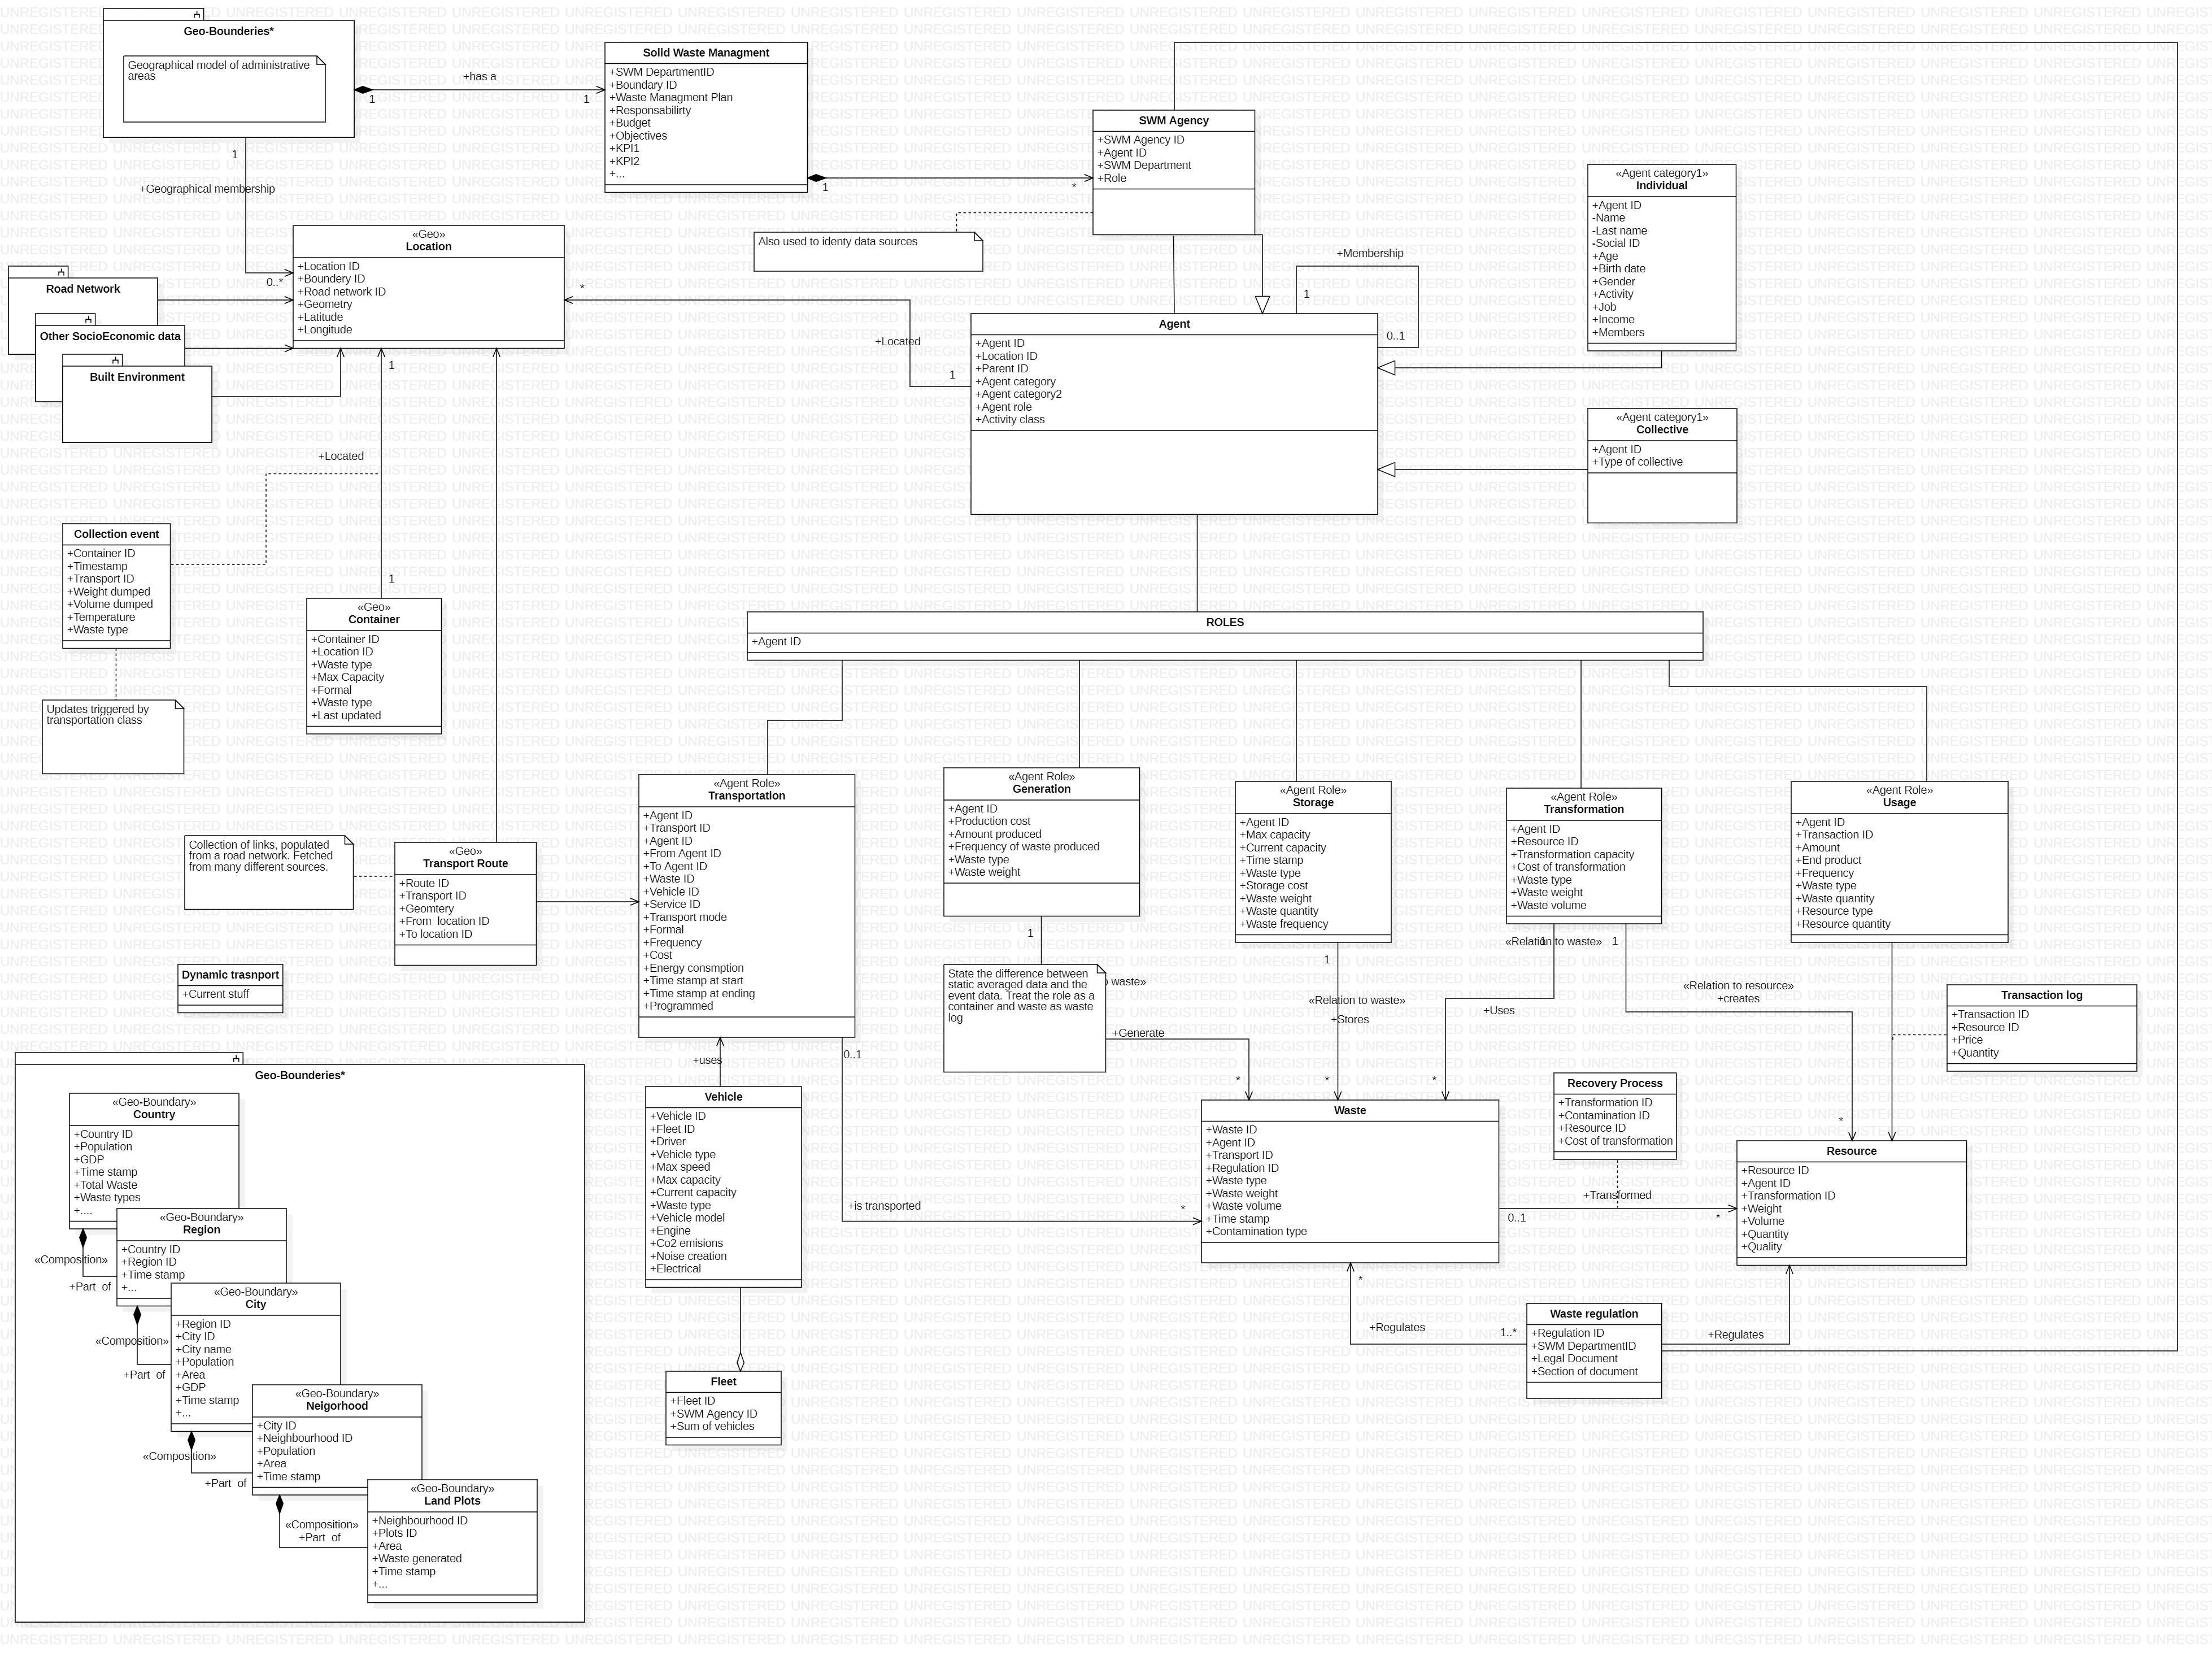 Geo-Bounderies*
Geographical model of administrative
areas
+has a
1
1
1
+Geographical membership
0..*
Solid Waste Managment
+SWM DepartmentID
+Boundary ID
+Waste Managment Plan
+Responsabilirty
+Budget
+Objectives
+KPI1
+KPI2
+...
1
*
SWM Agency
+SWM Agency ID
+Agent ID
+SWM Department
+Role
Also used to identy data sources
«Agent category1»
Individual
+Agent ID
-Name
-Last name
-Social ID
+Age
+Birth date
+Gender
+Activity
+Job
+Income
+Members
«Geo»
Location
+Location ID
+Boundery ID
+Road network ID
+Geometry
+Latitude
+Longitude
Road Network
Other SocioEconomic data
Built Environment
*
+Located
1
+Membership
1
0..1
Agent
+Agent ID
+Location ID
+Parent ID
+Agent category
+Agent category2
+Agent role
+Activity class
«Agent category1»
Collective
+Agent ID
+Type of collective
1
+Located
1
Collection event
+Container ID
+Timestamp
+Transport ID
+Weight dumped
+Volume dumped
+Temperature
+Waste type
Updates triggered by
transportation class
«Geo»
Container
+Container ID
+Location ID
+Waste type
+Max Capacity
+Formal
+Waste type
+Last updated
ROLES
+Agent ID
«Agent Role»
Transportation
+Agent ID
+Transport ID
+Agent ID
+From Agent ID
+To Agent ID
+Waste ID
+Vehicle ID
+Service ID
+Transport mode
+Formal
+Frequency
+Cost
+Energy consmption
+Time stamp at start
+Time stamp at ending
+Programmed
«Agent Role»
Generation
+Agent ID
+Production cost
+Amount produced
+Frequency of waste produced
+Waste type
+Waste weight
«Agent Role»
Storage
+Agent ID
+Max capacity
+Current capacity
+Time stamp
+Waste type
+Storage cost
+Waste weight
+Waste quantity
+Waste frequency
«Agent Role»
Transformation
+Agent ID
+Resource ID
+Transformation capacity
+Cost of transformation
+Waste type
+Waste weight
+Waste volume
«Agent Role»
Usage
+Agent ID
+Transaction ID
+Amount
+End product
+Frequency
+Waste type
+Waste quantity
+Resource type
+Resource quantity
Collection of links, populated
from a road network. Fetched
from many different sources.
«Geo»
Transport Route
+Route ID
+Transport ID
+Geomtery
+From  location ID
+To location ID
Dynamic trasnport
+Current stuff
1
State the difference between
static averaged data and the
event data. Treat the role as a
container and waste as waste
log
waste»
+Generate
*
1
«Relation to waste»
+Stores
*
«Relation to waste»
1
+Uses
*
1
«Relation to resource»
+creates
*
Transaction log
+Transaction ID
+Resource ID
+Price
+Quantity
+uses
0..1
+is transported
*
Vehicle
+Vehicle ID
+Fleet ID
+Driver
+Vehicle type
+Max speed
+Max capacity
+Current capacity
+Waste type
+Vehicle model
+Engine
+Co2 emisions
+Noise creation
+Electrical
Fleet
+Fleet ID
+SWM Agency ID
+Sum of vehicles
Waste
+Waste ID
+Agent ID
+Transport ID
+Regulation ID
+Waste type
+Waste weight
+Waste volume
+Time stamp
+Contamination type
Recovery Process
+Transformation ID
+Contamination ID
+Resource ID
+Cost of transformation
+Transformed
0..1
*
Resource
+Resource ID
+Agent ID
+Transformation ID
+Weight
+Volume
+Quantity
+Quality
*
+Regulates
1..*
Waste regulation
+Regulation ID
+SWM DepartmentID
+Legal Document
+Section of document
+Regulates
Geo-Bounderies*
«Geo-Boundary»
Country
+Country ID
+Population
+GDP
+Time stamp
+Total Waste
+Waste types
+....
«Composition»
+Part  of
«Geo-Boundary»
Region
+Country ID
+Region ID
+Time stamp
+...
«Composition»
+Part  of
«Geo-Boundary»
City
+Region ID
+City ID
+City name
+Population
+Area
+GDP
+Time stamp
+...
«Composition»
+Part  of
«Geo-Boundary»
Neigorhood
+City ID
+Neighbourhood ID
+Population
+Area
+Time stamp
«Composition»
+Part  of
«Geo-Boundary»
Land Plots
+Neighbourhood ID
+Plots ID
+Area
+Waste generated
+Time stamp
+...